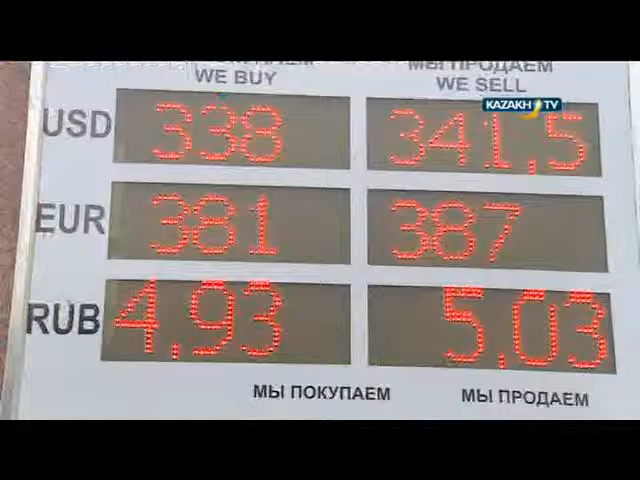 МЫ ПРОДАЕМ
WE BUY WE SELL
KAZAKH TV
USD 338 341,5
EUR 381 387
RUB 4,93 5,03
МЫ ПОКУПАЕМ МЫ ПРОДАЕМ